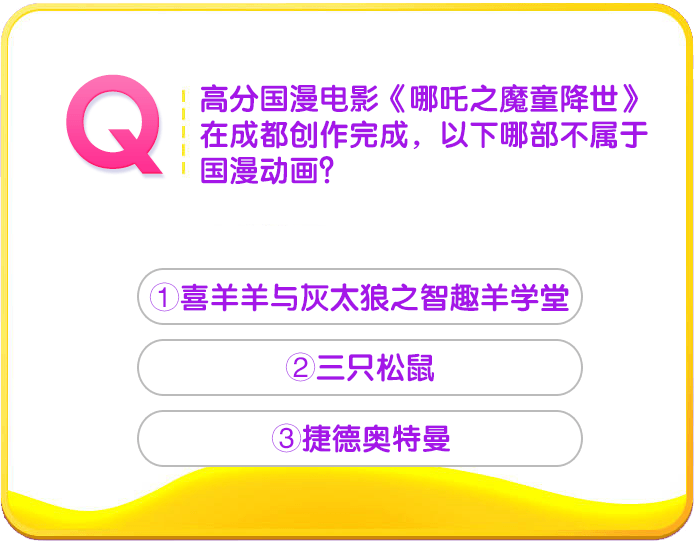 Q
高分国漫电影《哪吒之魔童降世》
在成都创作完成，以下哪部不属于
国漫动画？
①喜羊羊与灰太狼之智趣羊学堂
②三只松鼠
③捷德奥特曼